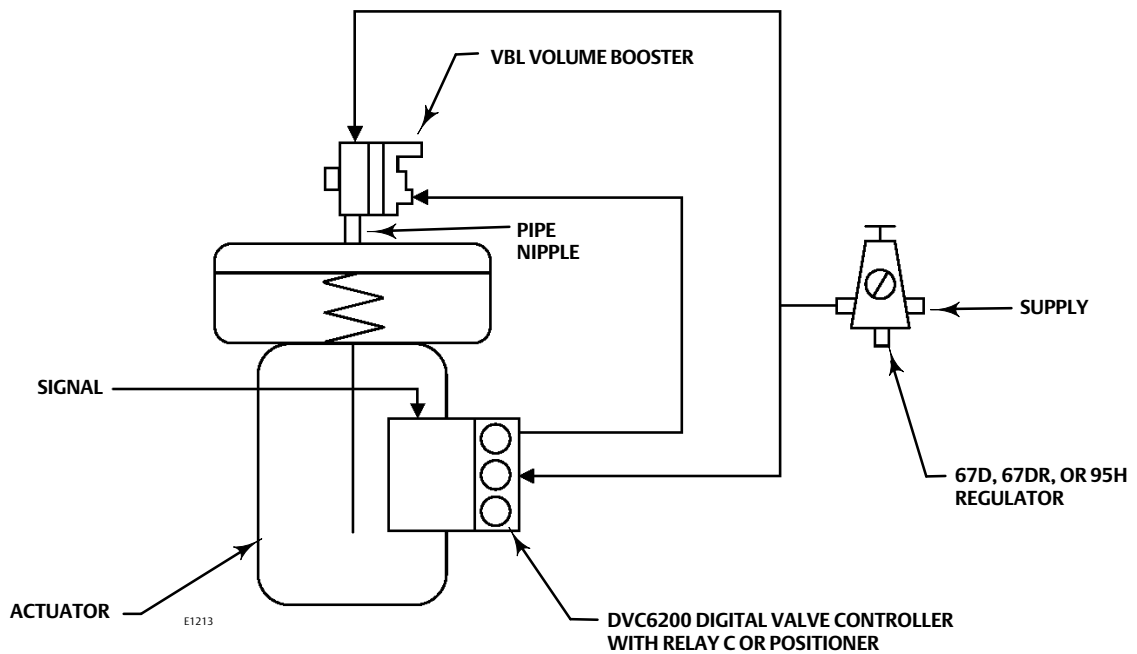 VBL VOLUME BOOSTER
PIPE
NIPPLE
SUPPLY
SIGNAL
67D, 67DR, OR 95H
REGULATOR
ACTUATOR
E1213
DVC6200 DIGITAL VALVE CONTROLLER
WITH RELAY C OR POSITIONER